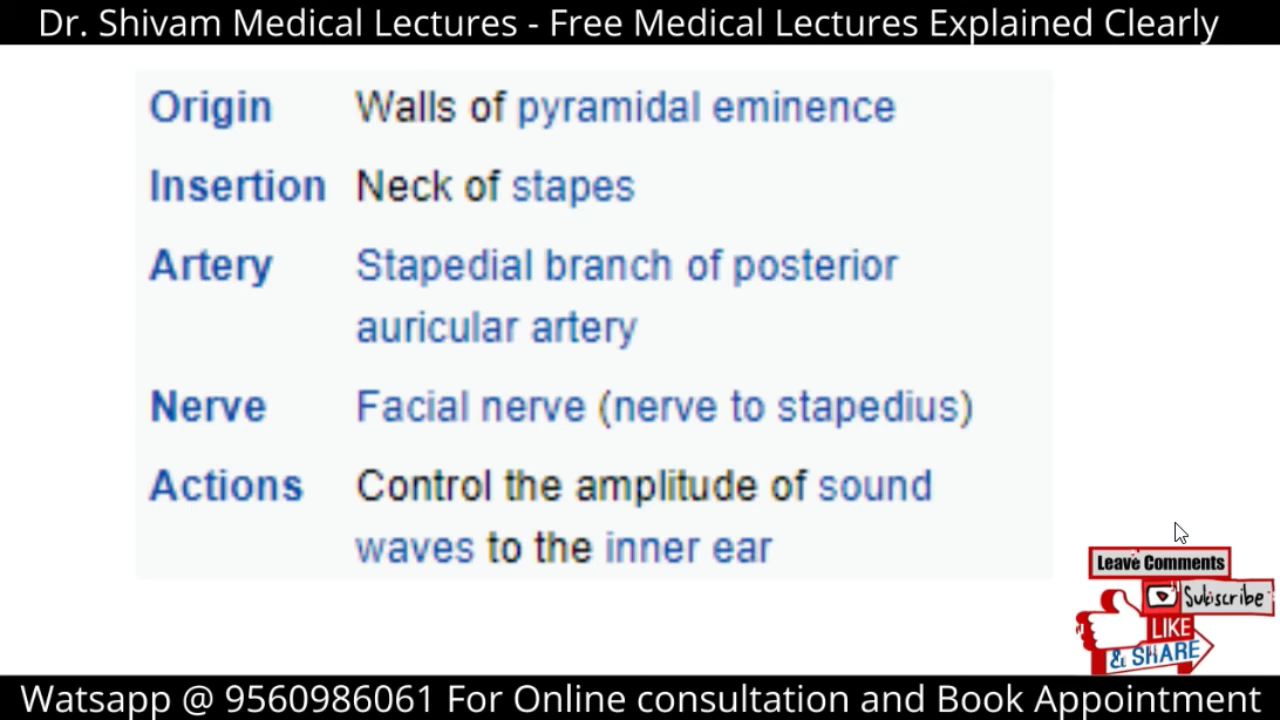 Dr. Shivam Medical Lectures - Free Medical Lectures Explained Clearly
Origin Walls of pyramidal eminence
Insertion Neck of stapes
Artery Stapedial branch of posterior
auricular artery
Nerve Facial nerve (nerve to stapedius)
Actions Control the amplitude of sound
waves to the inner ear
Leave Comments
Subscribe
LIKE
& SHARE
Watsapp @ 9560986061 For Online consultation and Book Appointment